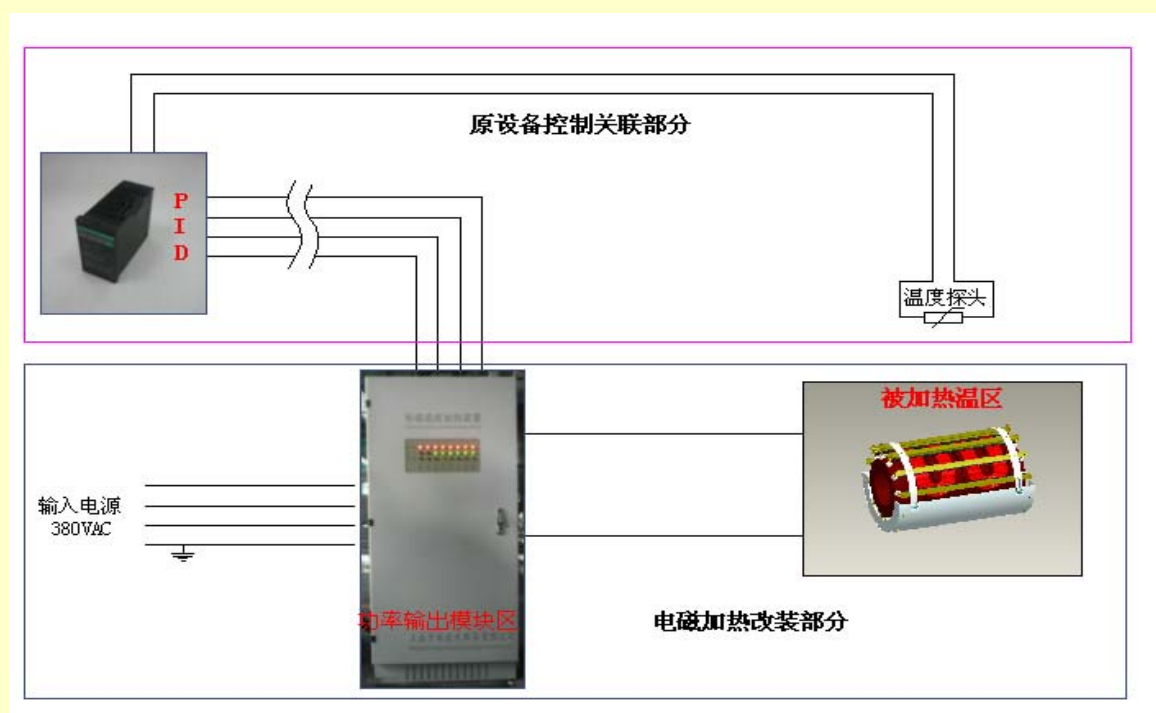 原设备控制关联部分
P
I
D
温度探头
被加热温区
输入电源
380VAC
功率输出模块区
电磁加热改装部分